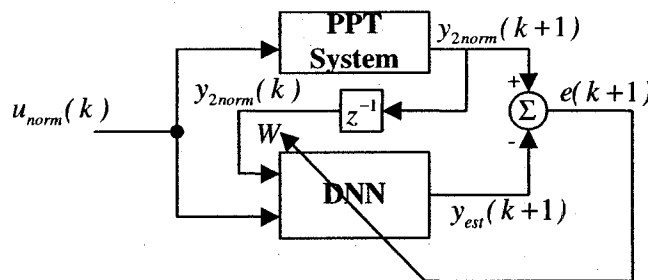 PPT
System
y2norm(k+1)
y2norm(k)
unorm(k)
z⁻¹
+
Σ
e(k+1)
-
W
DNN
yest(k+1)